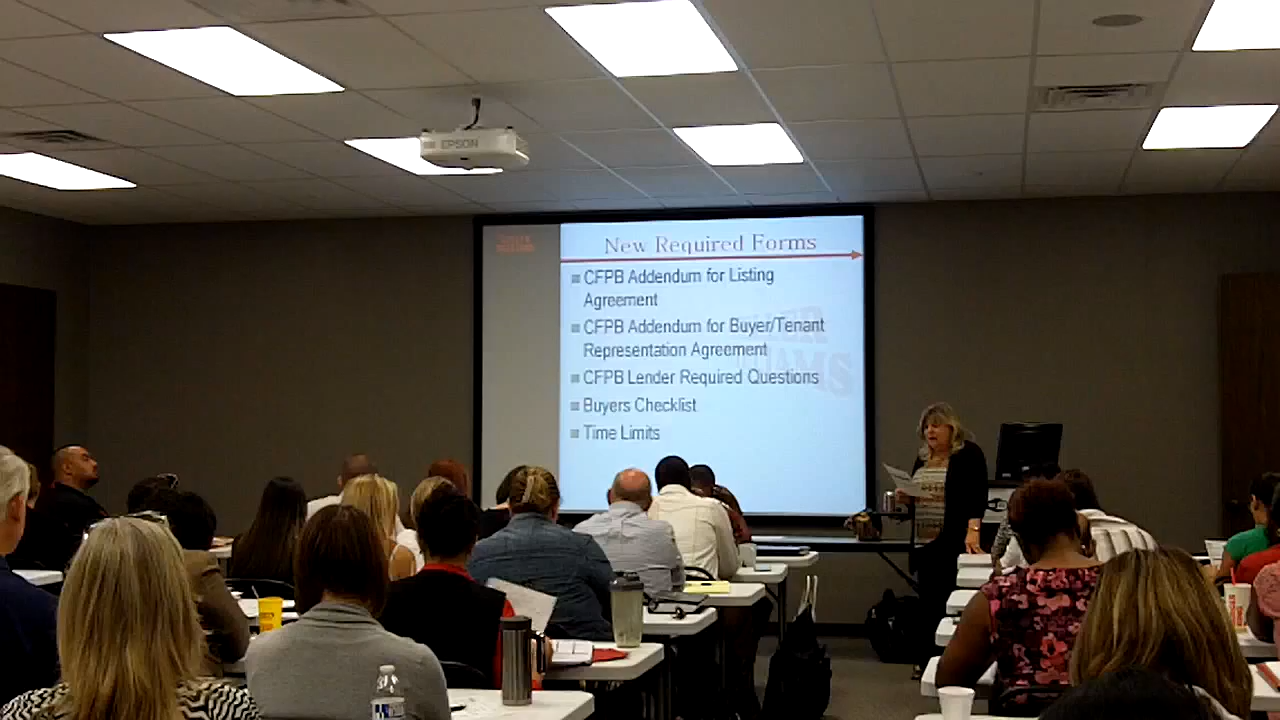 EPSON
New Required Forms
CFPB Addendum for Listing
Agreement
CFPB Addendum for Buyer/Tenant
Representation Agreement
CFPB Lender Required Questions
Buyers Checklist
Time Limits